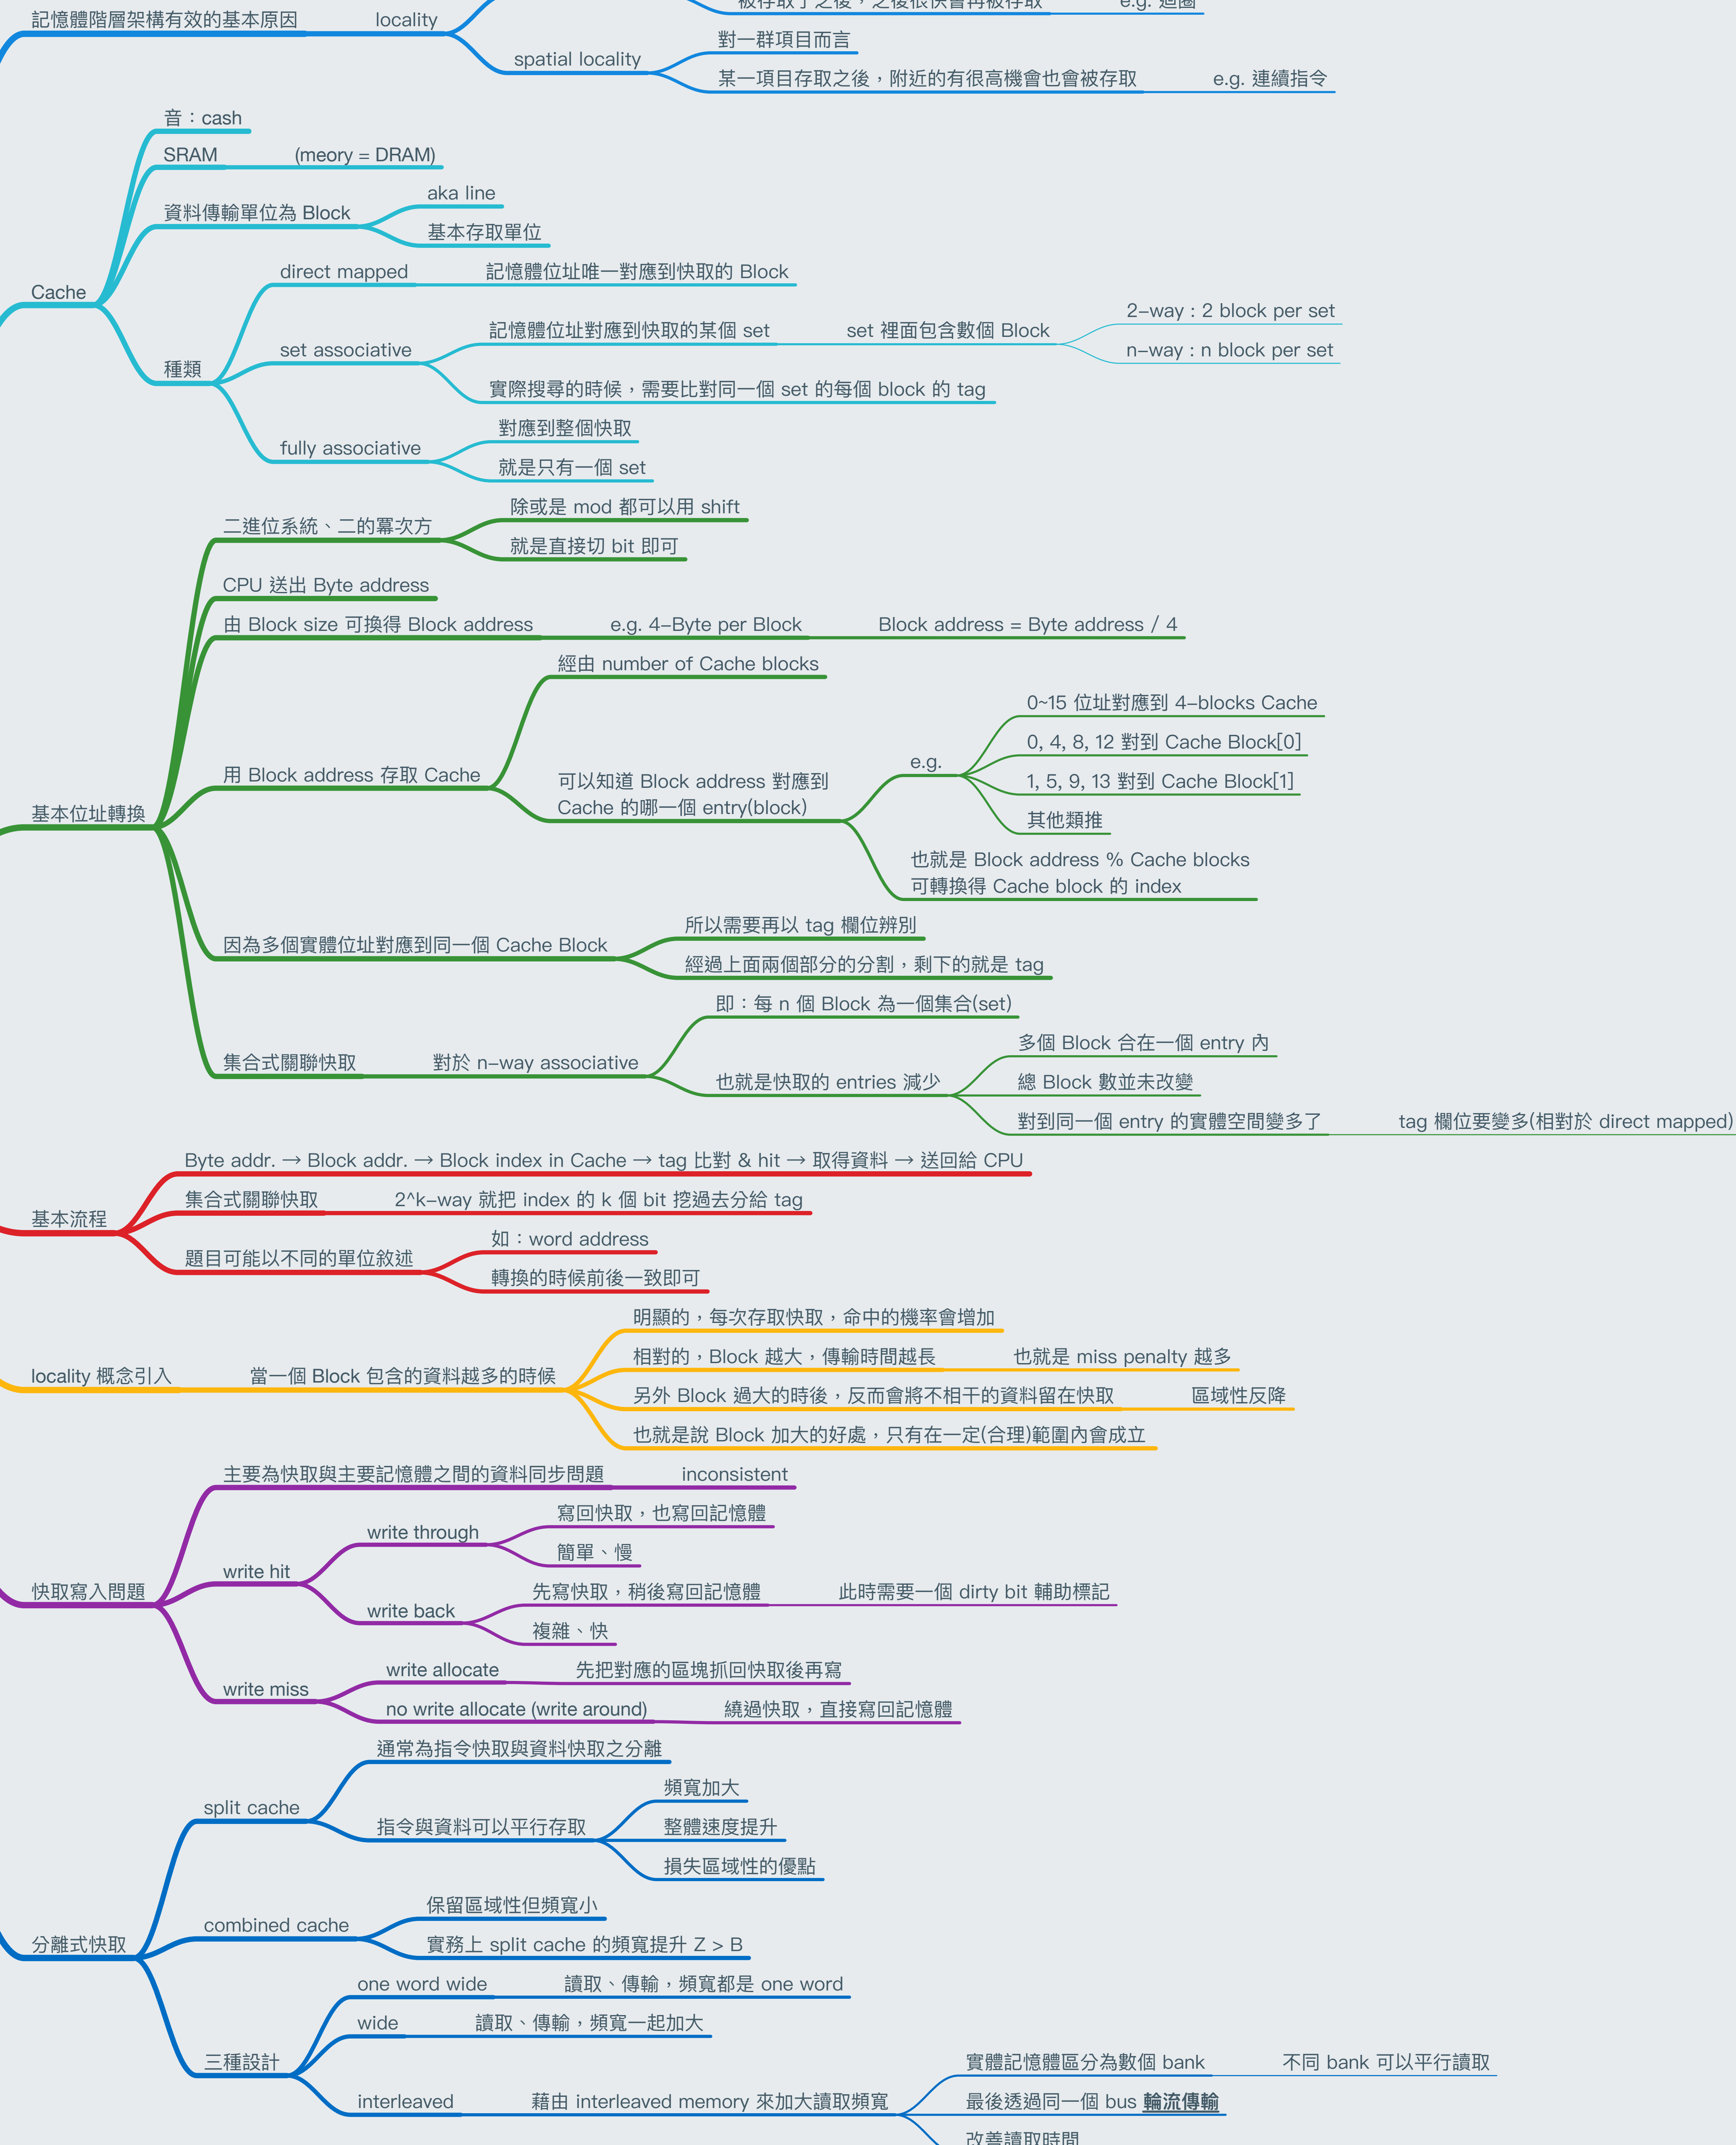 被存取了之後，之後很快會再被存取
e.g. 迴圈
記憶體階層架構有效的基本原因
locality
spatial locality
對一群項目而言
某一項目存取之後，附近的有很高機會也會被存取
e.g. 連續指令
Cache
音：cash
SRAM
(meory = DRAM)
資料傳輸單位為 Block
aka line
基本存取單位
種類
direct mapped
記憶體位址唯一對應到快取的 Block
set associative
記憶體位址對應到快取的某個 set
set 裡面包含數個 Block
2-way : 2 block per set
n-way : n block per set
實際搜尋的時候，需要比對同一個 set 的每個 block 的 tag
fully associative
對應到整個快取
就是只有一個 set
基本位址轉換
二進位系統、二的冪次方
除或是 mod 都可以用 shift
就是直接切 bit 即可
CPU 送出 Byte address
由 Block size 可換得 Block address
e.g. 4-Byte per Block
Block address = Byte address / 4
用 Block address 存取 Cache
經由 number of Cache blocks
可以知道 Block address 對應到
Cache 的哪一個 entry(block)
e.g.
0~15 位址對應到 4-blocks Cache
0, 4, 8, 12 對到 Cache Block[0]
1, 5, 9, 13 對到 Cache Block[1]
其他類推
也就是 Block address % Cache blocks
可轉換得 Cache block 的 index
因為多個實體位址對應到同一個 Cache Block
所以需要再以 tag 欄位辨別
經過上面兩個部分的分割，剩下的就是 tag
集合式關聯快取
對於 n-way associative
即：每 n 個 Block 為一個集合(set)
也就是快取的 entries 減少
多個 Block 合在一個 entry 內
總 Block 數並未改變
對到同一個 entry 的實體空間變多了
tag 欄位要變多(相對於 direct mapped)
基本流程
Byte addr. → Block addr. → Block index in Cache → tag 比對 & hit → 取得資料 → 送回給 CPU
集合式關聯快取
2^k-way 就把 index 的 k 個 bit 挖過去分給 tag
題目可能以不同的單位敘述
如：word address
轉換的時候前後一致即可
locality 概念引入
當一個 Block 包含的資料越多的時候
明顯的，每次存取快取，命中的機率會增加
相對的，Block 越大，傳輸時間越長
也就是 miss penalty 越多
另外 Block 過大的時後，反而會將不相干的資料留在快取
區域性反降
也就是說 Block 加大的好處，只有在一定(合理)範圍內會成立
快取寫入問題
主要為快取與主要記憶體之間的資料同步問題
inconsistent
write hit
write through
寫回快取，也寫回記憶體
簡單、慢
write back
先寫快取，稍後寫回記憶體
此時需要一個 dirty bit 輔助標記
複雜、快
write miss
write allocate
先把對應的區塊抓回快取後再寫
no write allocate (write around)
繞過快取，直接寫回記憶體
分離式快取
split cache
通常為指令快取與資料快取之分離
指令與資料可以平行存取
頻寬加大
整體速度提升
損失區域性的優點
combined cache
保留區域性但頻寬小
實務上 split cache 的頻寬提升 Z > B
三種設計
one word wide
讀取、傳輸，頻寬都是 one word
wide
讀取、傳輸，頻寬一起加大
interleaved
藉由 interleaved memory 來加大讀取頻寬
實體記憶體區分為數個 bank
不同 bank 可以平行讀取
最後透過同一個 bus 輪流傳輸
改善讀取時間